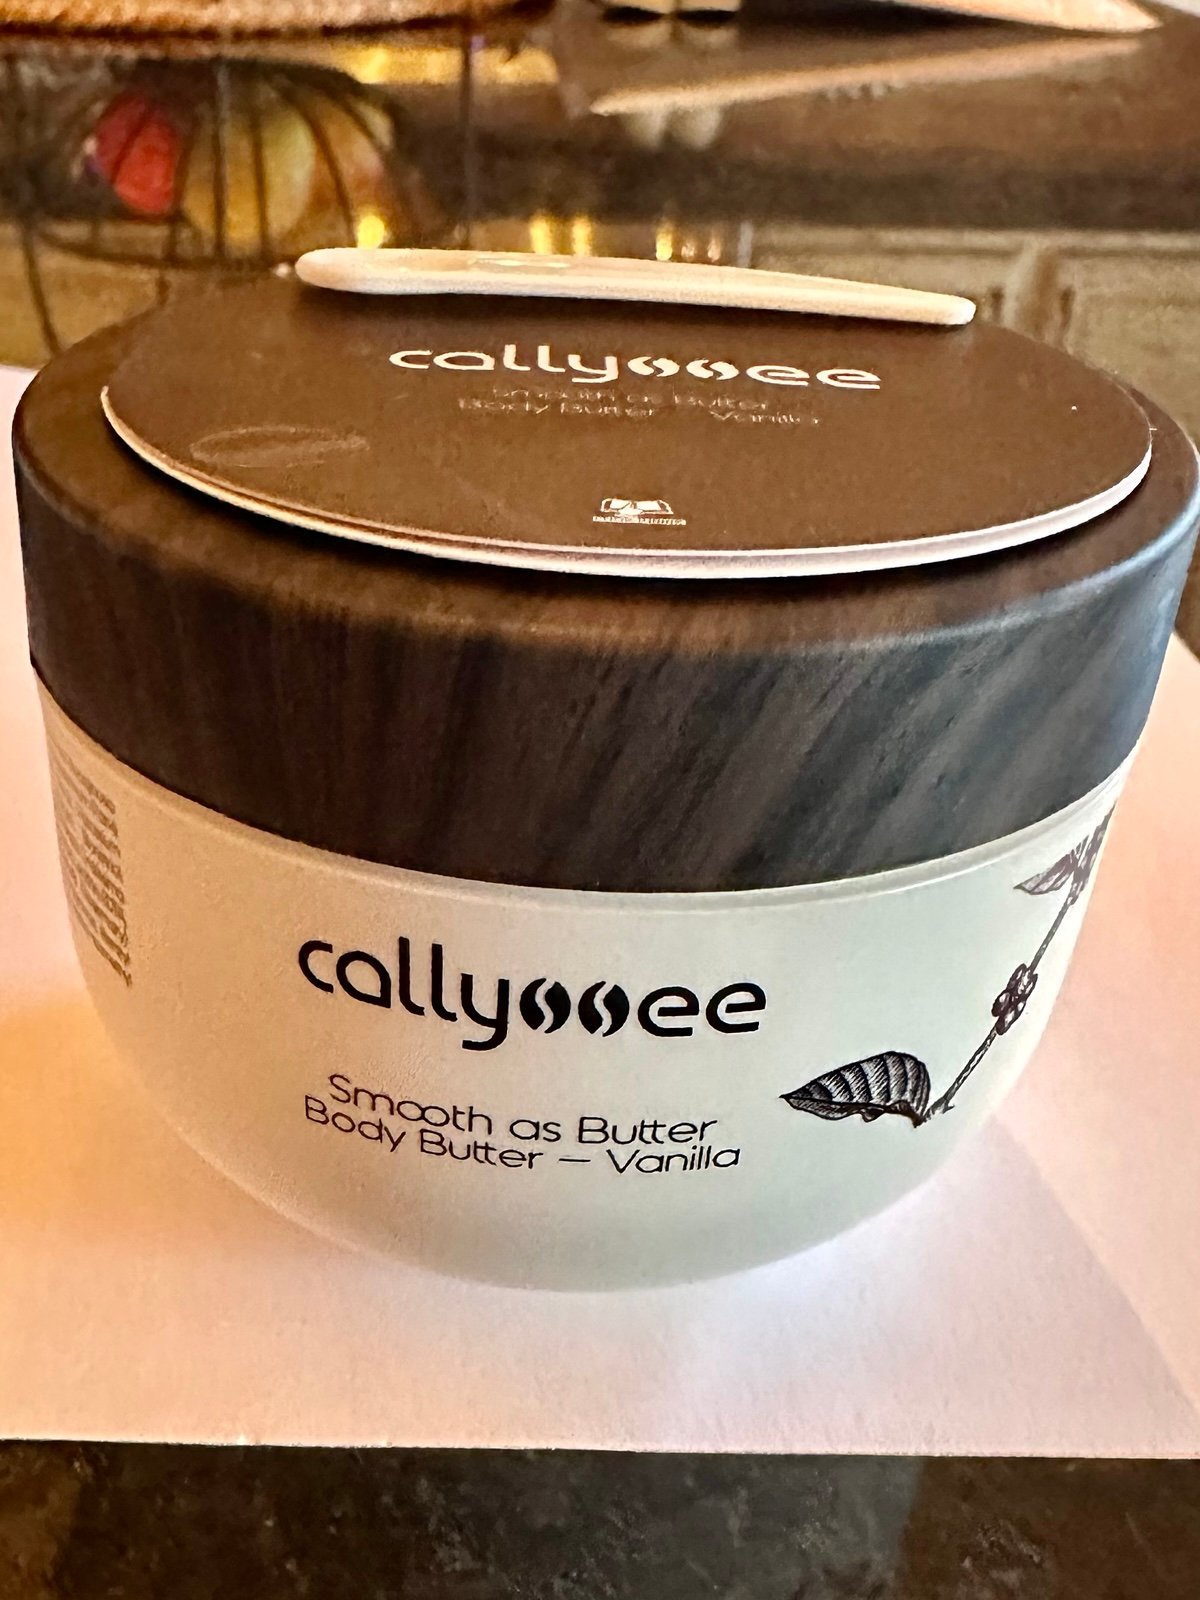 callyssee
Smooth as Butter
Body Butter – Vanilla
callyssee
Smooth as Butter
Body Butter – Vanilla